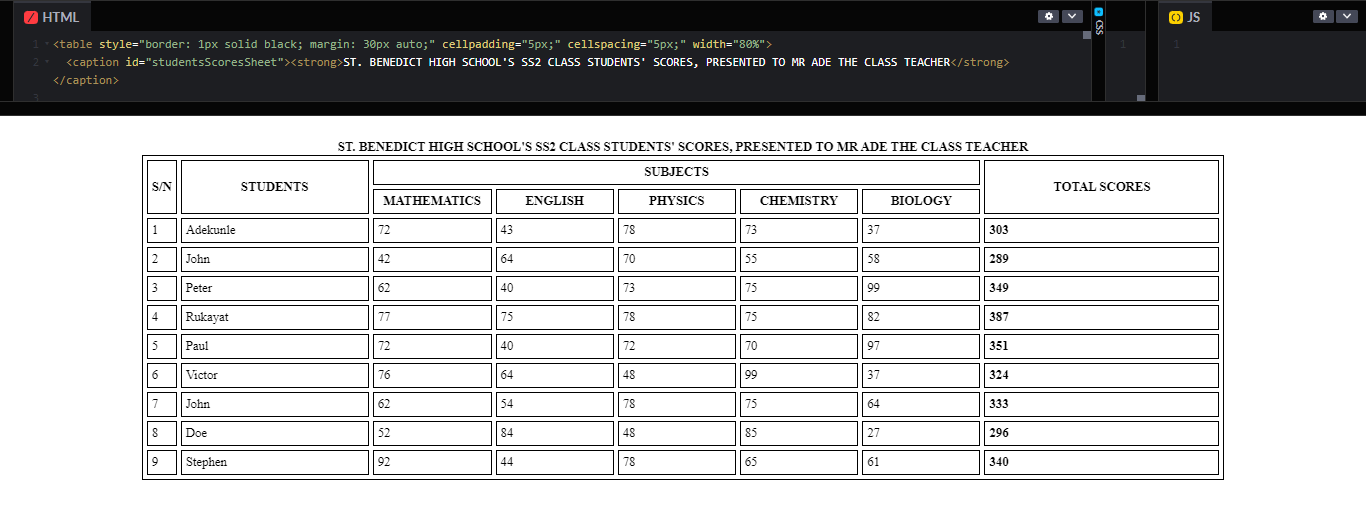 HTML
CSS
JS
1 <table style="border: 1px solid black; margin: 30px auto;" cellpadding="5px;" cellspacing="5px;" width="80%">
2 <caption id="studentsScoresSheet"><strong>ST. BENEDICT HIGH SCHOOL'S SS2 CLASS STUDENTS' SCORES, PRESENTED TO MR ADE THE CLASS TEACHER</strong>
</caption>
3
1
1
ST. BENEDICT HIGH SCHOOL'S SS2 CLASS STUDENTS' SCORES, PRESENTED TO MR ADE THE CLASS TEACHER
S/N STUDENTS SUBJECTS TOTAL SCORES
MATHEMATICS ENGLISH PHYSICS CHEMISTRY BIOLOGY
1 Adekunle 72 43 78 73 37 303
2 John 42 64 70 55 58 289
3 Peter 62 40 73 75 99 349
4 Rukayat 77 75 78 75 82 387
5 Paul 72 40 72 70 97 351
6 Victor 76 64 48 99 37 324
7 John 62 54 78 75 64 333
8 Doe 52 84 48 85 27 296
9 Stephen 92 44 78 65 61 340